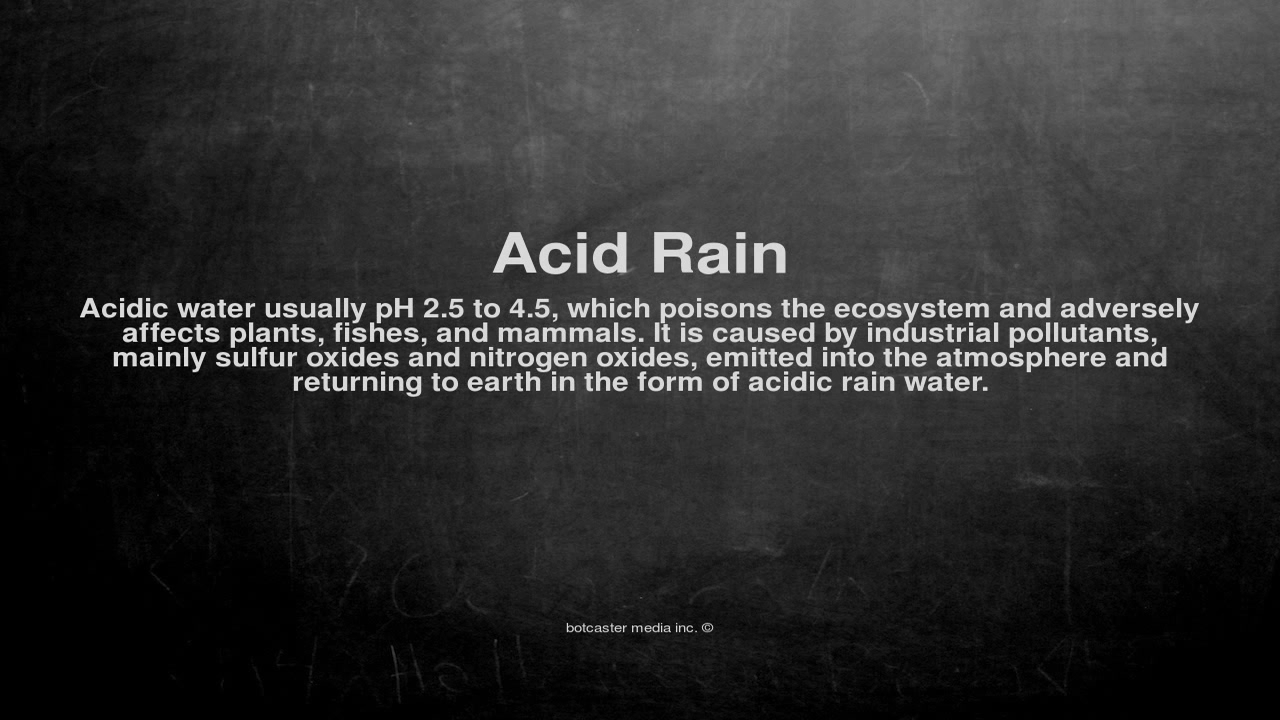 Acid Rain
Acidic water usually pH 2.5 to 4.5, which poisons the ecosystem and adversely
affects plants, fishes, and mammals. It is caused by industrial pollutants,
mainly sulfur oxides and nitrogen oxides, emitted into the atmosphere and
returning to earth in the form of acidic rain water.
botcaster media inc. ©